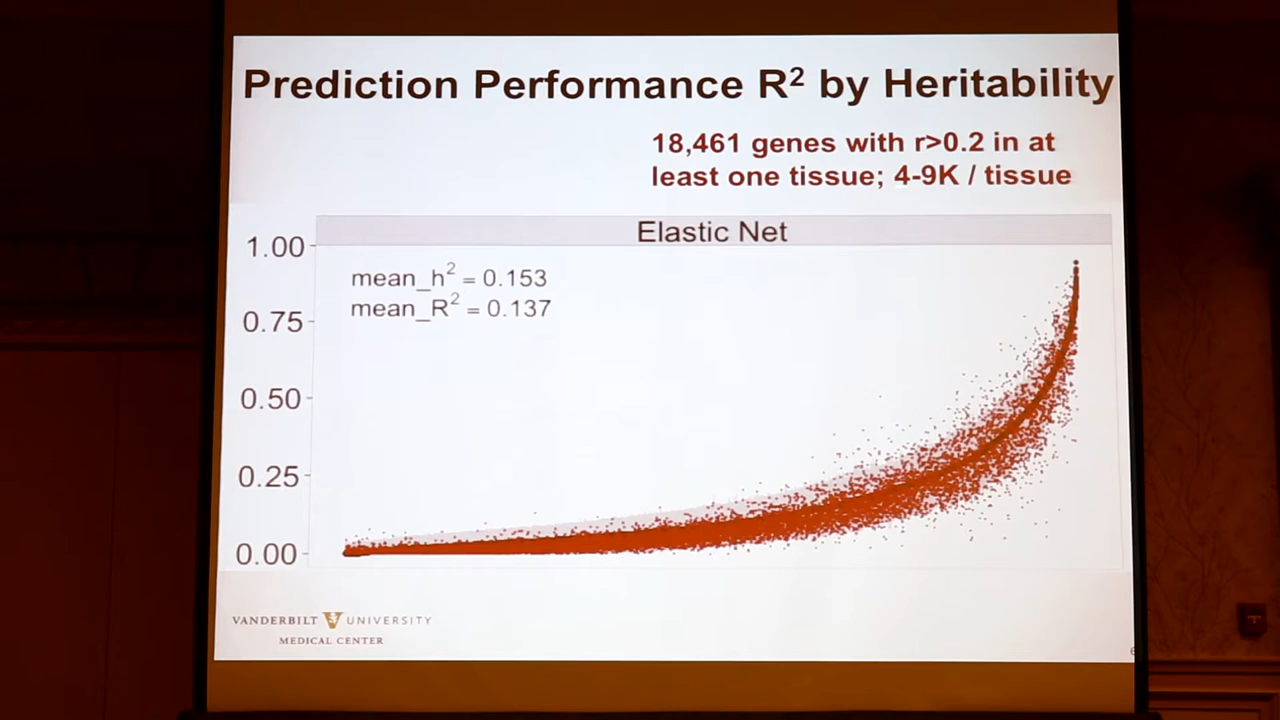 Prediction Performance R² by Heritability
18,461 genes with r>0.2 in at
least one tissue; 4-9K / tissue
Elastic Net
mean_h² = 0.153
mean_R² = 0.137
1.00
0.75
0.50
0.25
0.00
VANDERBILT V UNIVERSITY
MEDICAL CENTER